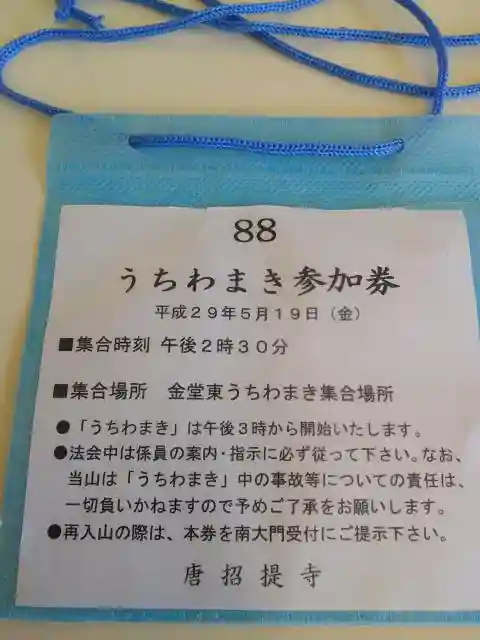 88
うちわまき参加券
平成29年5月19日（金）
■集合時刻 午後2時30分
■集合場所 金堂東うちわまき集合場所
●「うちわまき」は午後3時から開始いたします。
●法会中は係員の案内・指示に必ず従って下さい。なお、
当山は「うちわまき」中の事故等についての責任は、
一切負いかねますので予めご了承をお願いします。
●再入山の際は、本券を南大門受付にご提示下さい。
唐招提寺